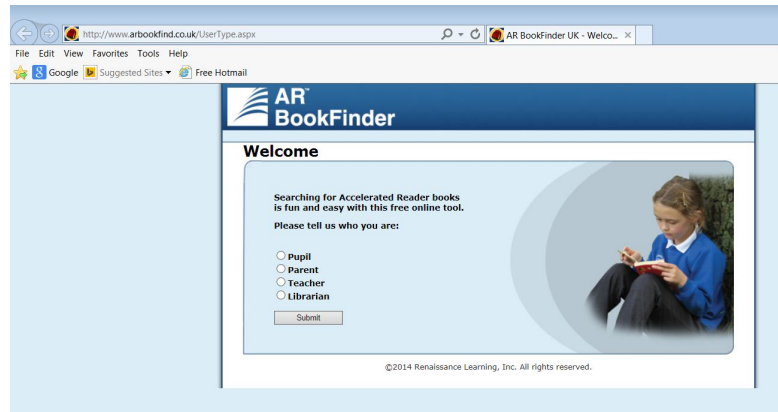 http://www.arbookfind.co.uk/UserType.aspx
AR BookFinder UK - Welco...
File Edit View Favorites Tools Help
Google Suggested Sites Free Hotmail
AR™
BookFinder
Welcome
Searching for Accelerated Reader books
is fun and easy with this free online tool.
Please tell us who you are:
Pupil
Parent
Teacher
Librarian
Submit
©2014 Renaissance Learning, Inc. All rights reserved.